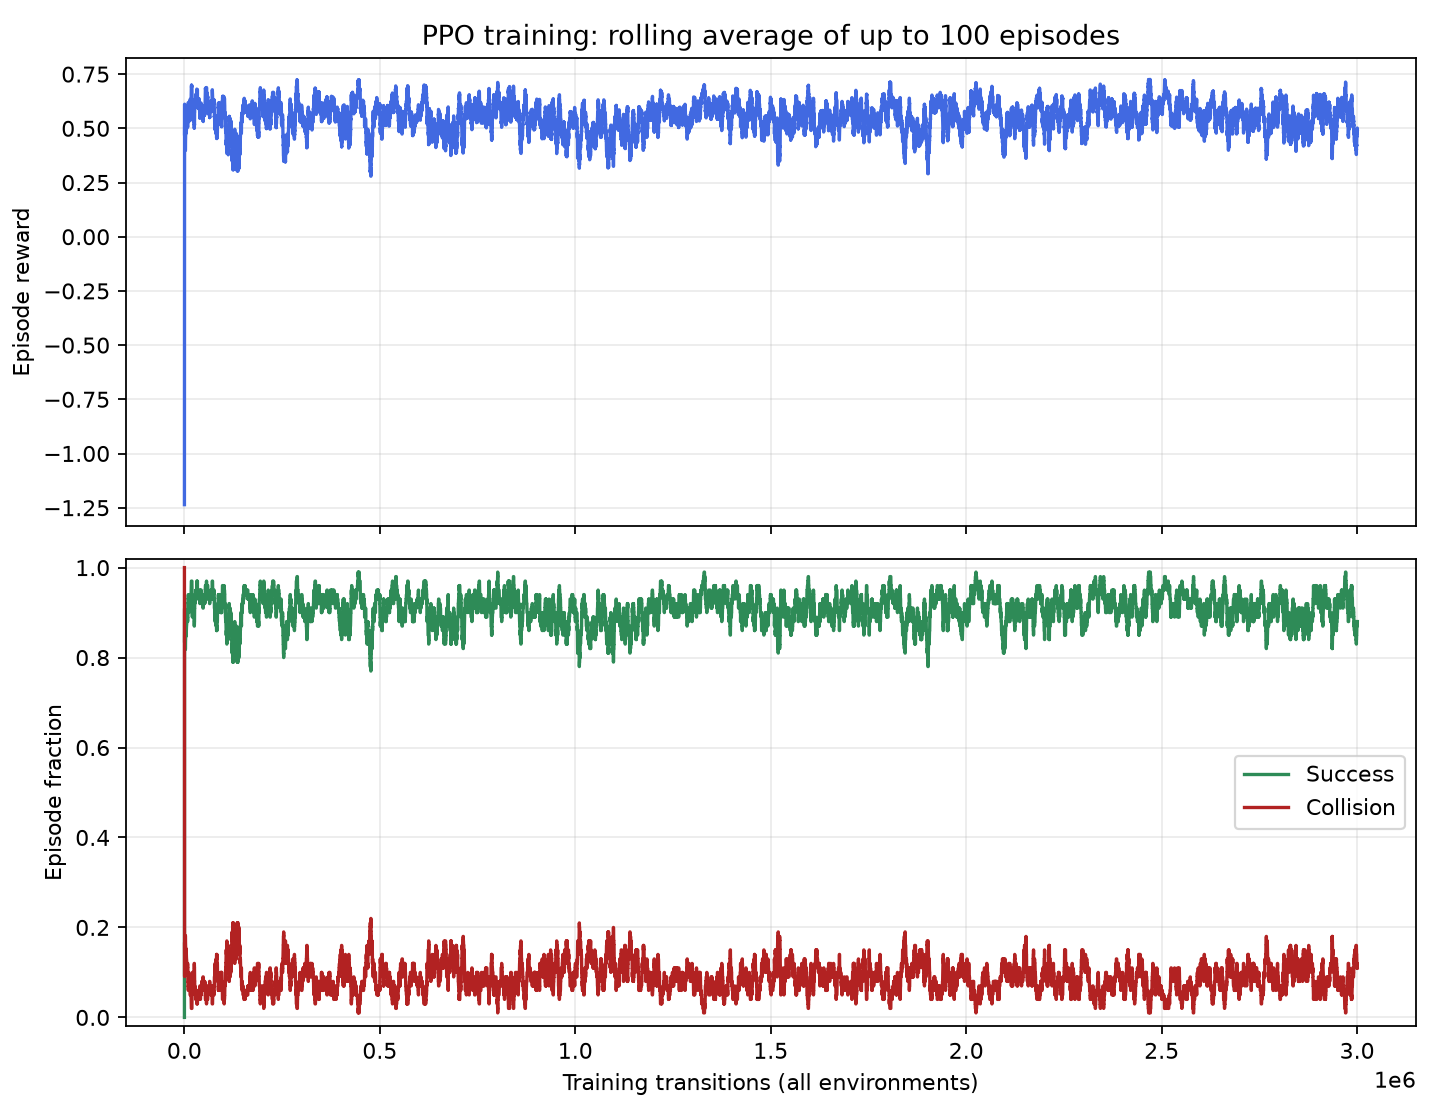 PPO training: rolling average of up to 100 episodes
Episode reward
0.75
0.50
0.25
0.00
−0.25
−0.50
−0.75
−1.00
−1.25
Episode fraction
1.0
0.8
0.6
0.4
0.2
0.0
Success
Collision
0.0 0.5 1.0 1.5 2.0 2.5 3.0
1e6
Training transitions (all environments)